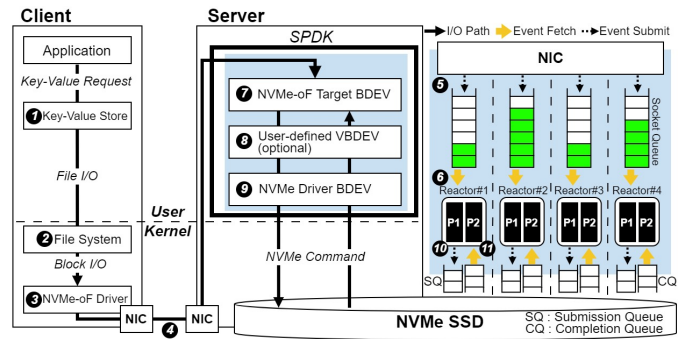 Client
Server
SPDK
I/O Path
Event Fetch
Event Submit
Application
Key-Value Request
1 Key-Value Store
File I/O
User
Kernel
2 File System
Block I/O
3 NVMe-oF Driver
NIC
4
NIC
7 NVMe-oF Target BDEV
8 User-defined VBDEV
(optional)
9 NVMe Driver BDEV
NVMe Command
NVMe SSD
SQ : Submission Queue
CQ : Completion Queue
NIC
5
Socket Queue
6
Reactor#1
Reactor#2
Reactor#3
Reactor#4
P1 P2
P1 P2
P1 P2
P1 P2
10
11
SQ
CQ